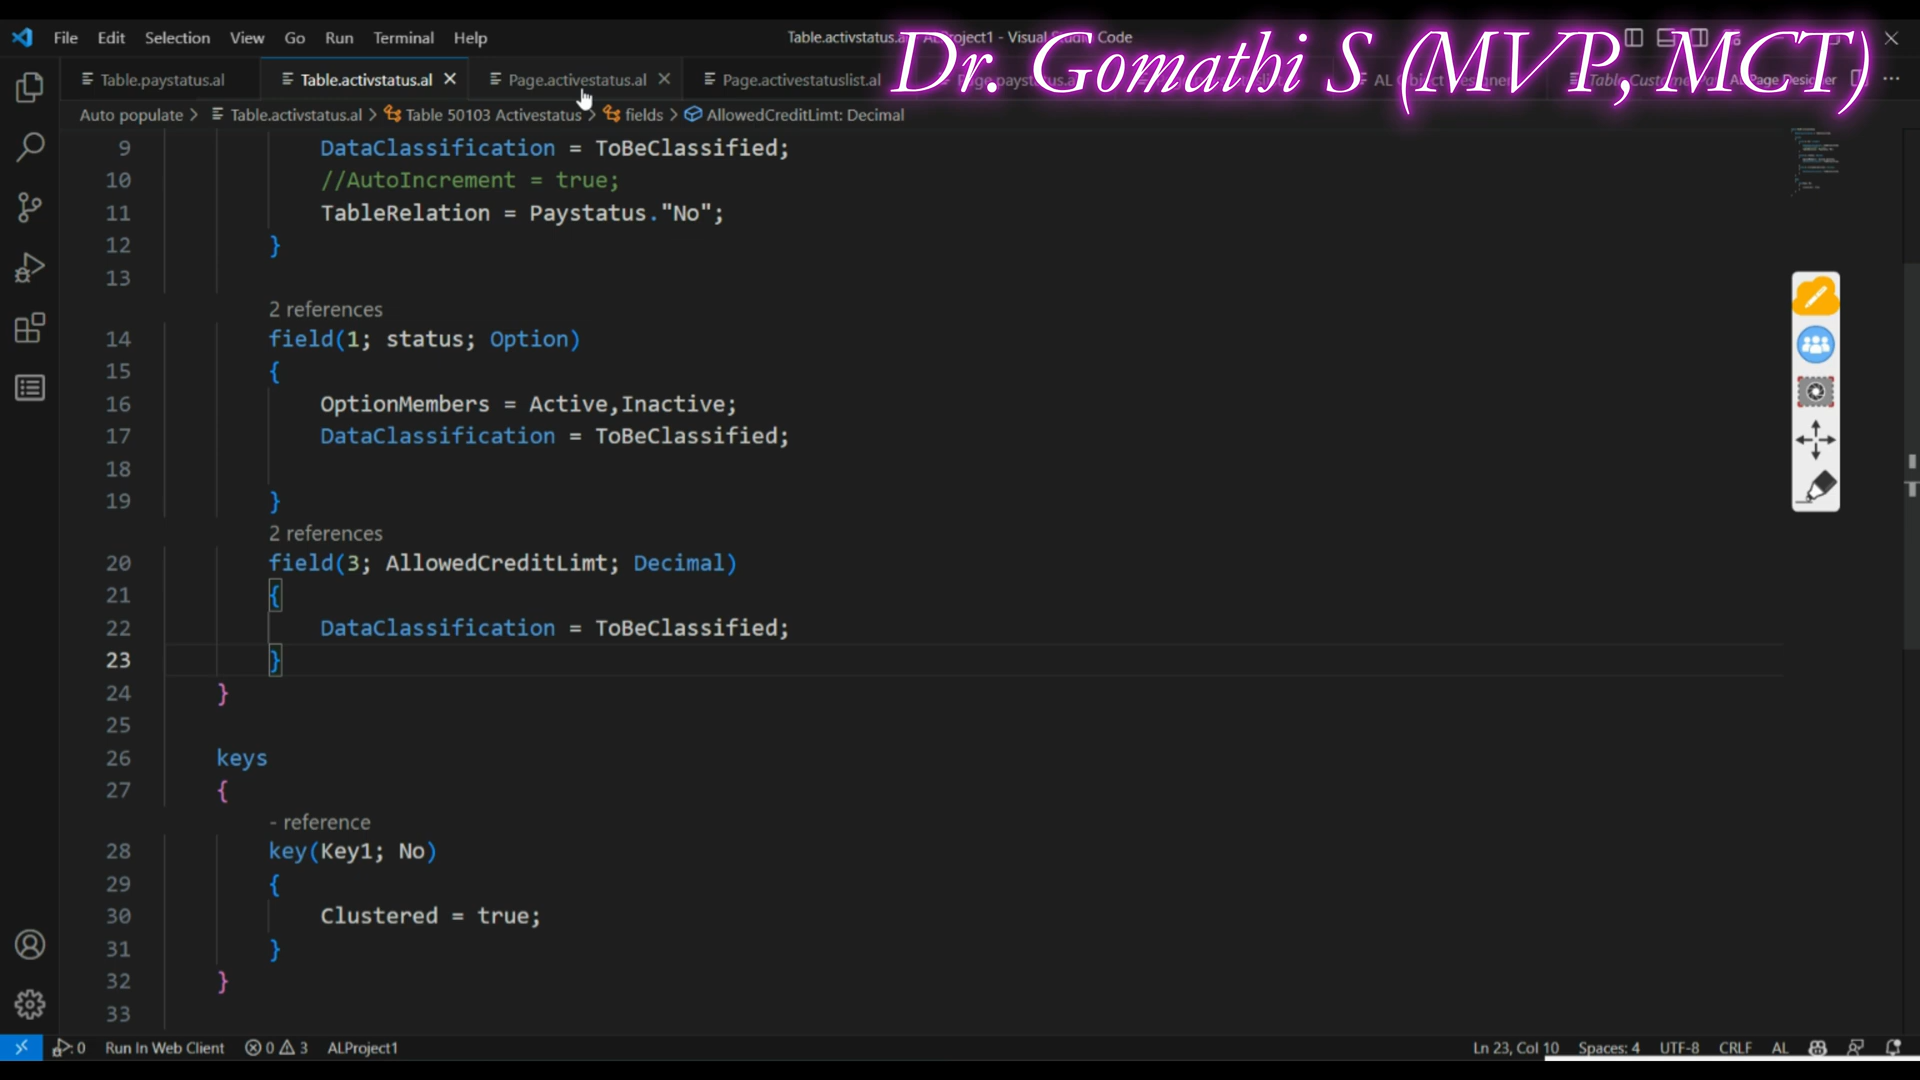 File Edit Selection View Go Run Terminal Help
Table.activstatus.a
Project1 - Visual
Code
Dr. Gomathi S (MVP, MCT)
Table.paystatus.al
Table.activstatus.al
Page.activestatus.al
Page.activestatuslist.al
Auto populate > Table.activstatus.al > Table 50103 Activestatus > fields > AllowedCreditLimt: Decimal
9 DataClassification = ToBeClassified;
10 //AutoIncrement = true;
11 TableRelation = Paystatus."No";
12 }
13
2 references
14 field(1; status; Option)
15 {
16 OptionMembers = Active,Inactive;
17 DataClassification = ToBeClassified;
18
19 }
2 references
20 field(3; AllowedCreditLimt; Decimal)
21 {
22 DataClassification = ToBeClassified;
23 }
24 }
25
26 keys
27 {
- reference
28 key(Key1; No)
29 {
30 Clustered = true;
31 }
32 }
33
0 Run In Web Client 0 3 ALProject1 Ln 23, Col 10 Spaces: 4 UTF-8 CRLF AL